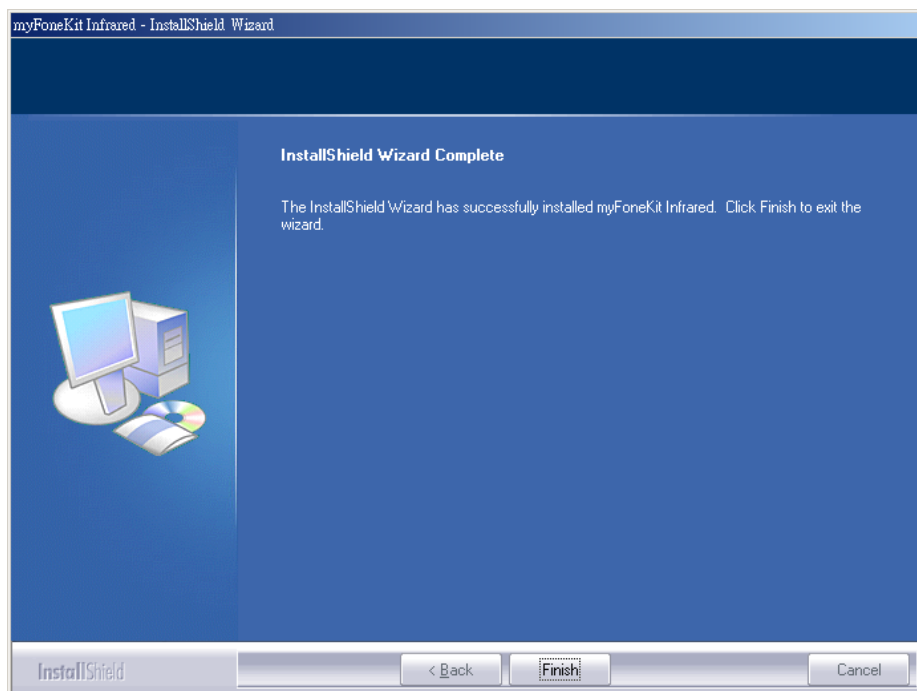 myFoneKit Infrared - InstallShield Wizard
InstallShield Wizard Complete
The InstallShield Wizard has successfully installed myFoneKit Infrared.  Click Finish to exit the
wizard.
InstallShield
< Back
Finish
Cancel